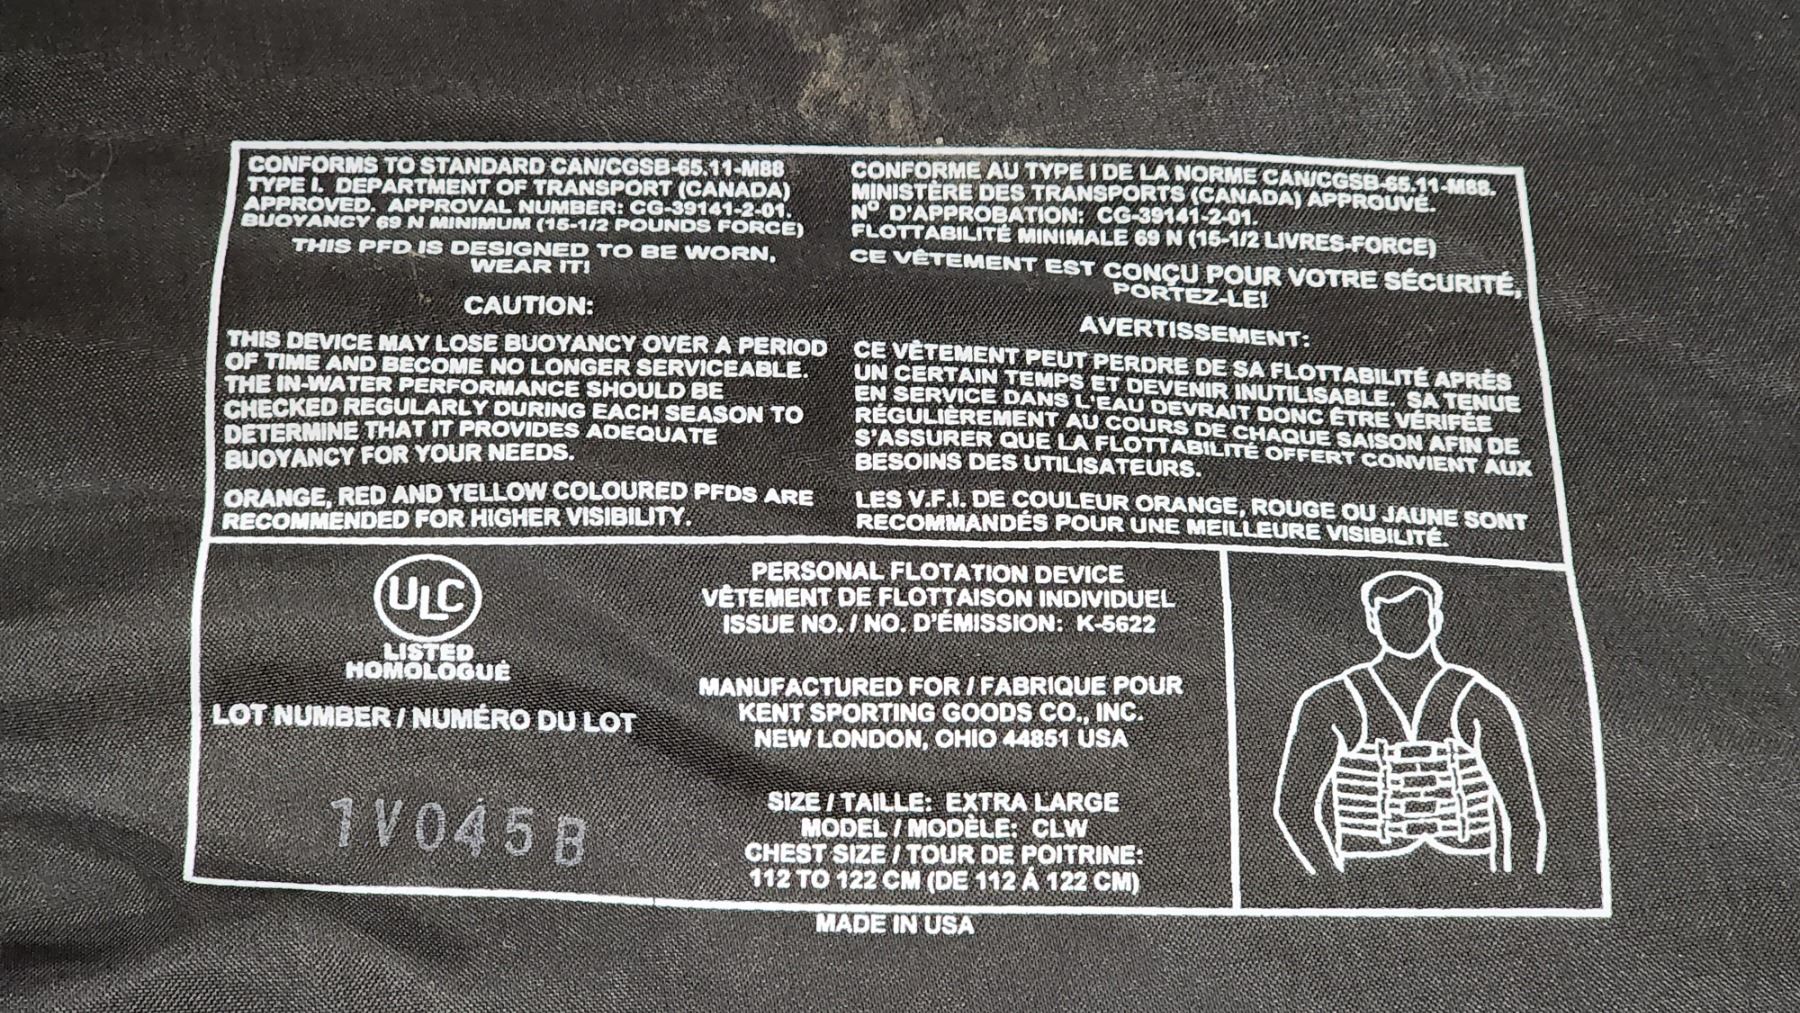 CONFORMS TO STANDARD CAN/CGSB-65.11-M88
TYPE I. DEPARTMENT OF TRANSPORT (CANADA)
APPROVED. APPROVAL NUMBER: CG-39141-2-01.
BUOYANCY 69 N MINIMUM (15-1/2 POUNDS FORCE)
THIS PFD IS DESIGNED TO BE WORN,
WEAR IT!
CAUTION:
THIS DEVICE MAY LOSE BUOYANCY OVER A PERIOD
OF TIME AND BECOME NO LONGER SERVICEABLE.
THE IN-WATER PERFORMANCE SHOULD BE
CHECKED REGULARLY DURING EACH SEASON TO
DETERMINE THAT IT PROVIDES ADEQUATE
BUOYANCY FOR YOUR NEEDS.
ORANGE, RED AND YELLOW COLOURED PFDS ARE
RECOMMENDED FOR HIGHER VISIBILITY.
CONFORME AU TYPE I DE LA NORME CAN/CGSB-65.11-M88.
MINISTÈRE DES TRANSPORTS (CANADA) APPROUVÉ.
Nº D'APPROBATION: CG-39141-2-01.
FLOTTABILITÉ MINIMALE 69 N (15-1/2 LIVRES-FORCE)
CE VÊTEMENT EST CONÇU POUR VOTRE SÉCURITÉ,
PORTEZ-LE!
AVERTISSEMENT:
CE VÊTEMENT PEUT PERDRE DE SA FLOTTABILITÉ APRÈS
UN CERTAIN TEMPS ET DEVENIR INUTILISABLE. SA TENUE
EN SERVICE DANS L'EAU DEVRAIT DONC ÊTRE VÉRIFÉE
RÉGULIÈREMENT AU COURS DE CHAQUE SAISON AFIN DE
S'ASSURER QUE LA FLOTTABILITÉ OFFERT CONVIENT AUX
BESOINS DES UTILISATEURS.
LES V.F.I. DE COULEUR ORANGE, ROUGE OU JAUNE SONT
RECOMMANDÉS POUR UNE MEILLEURE VISIBILITÉ.
ULC
LISTED
HOMOLOGUÉ
LOT NUMBER / NUMÉRO DU LOT
1V045B
PERSONAL FLOTATION DEVICE
VÊTEMENT DE FLOTTAISON INDIVIDUEL
ISSUE NO. / NO. D'ÉMISSION: K-5622
MANUFACTURED FOR / FABRIQUE POUR
KENT SPORTING GOODS CO., INC.
NEW LONDON, OHIO 44851 USA
SIZE / TAILLE: EXTRA LARGE
MODEL / MODÈLE: CLW
CHEST SIZE / TOUR DE POITRINE:
112 TO 122 CM (DE 112 Á 122 CM)
MADE IN USA